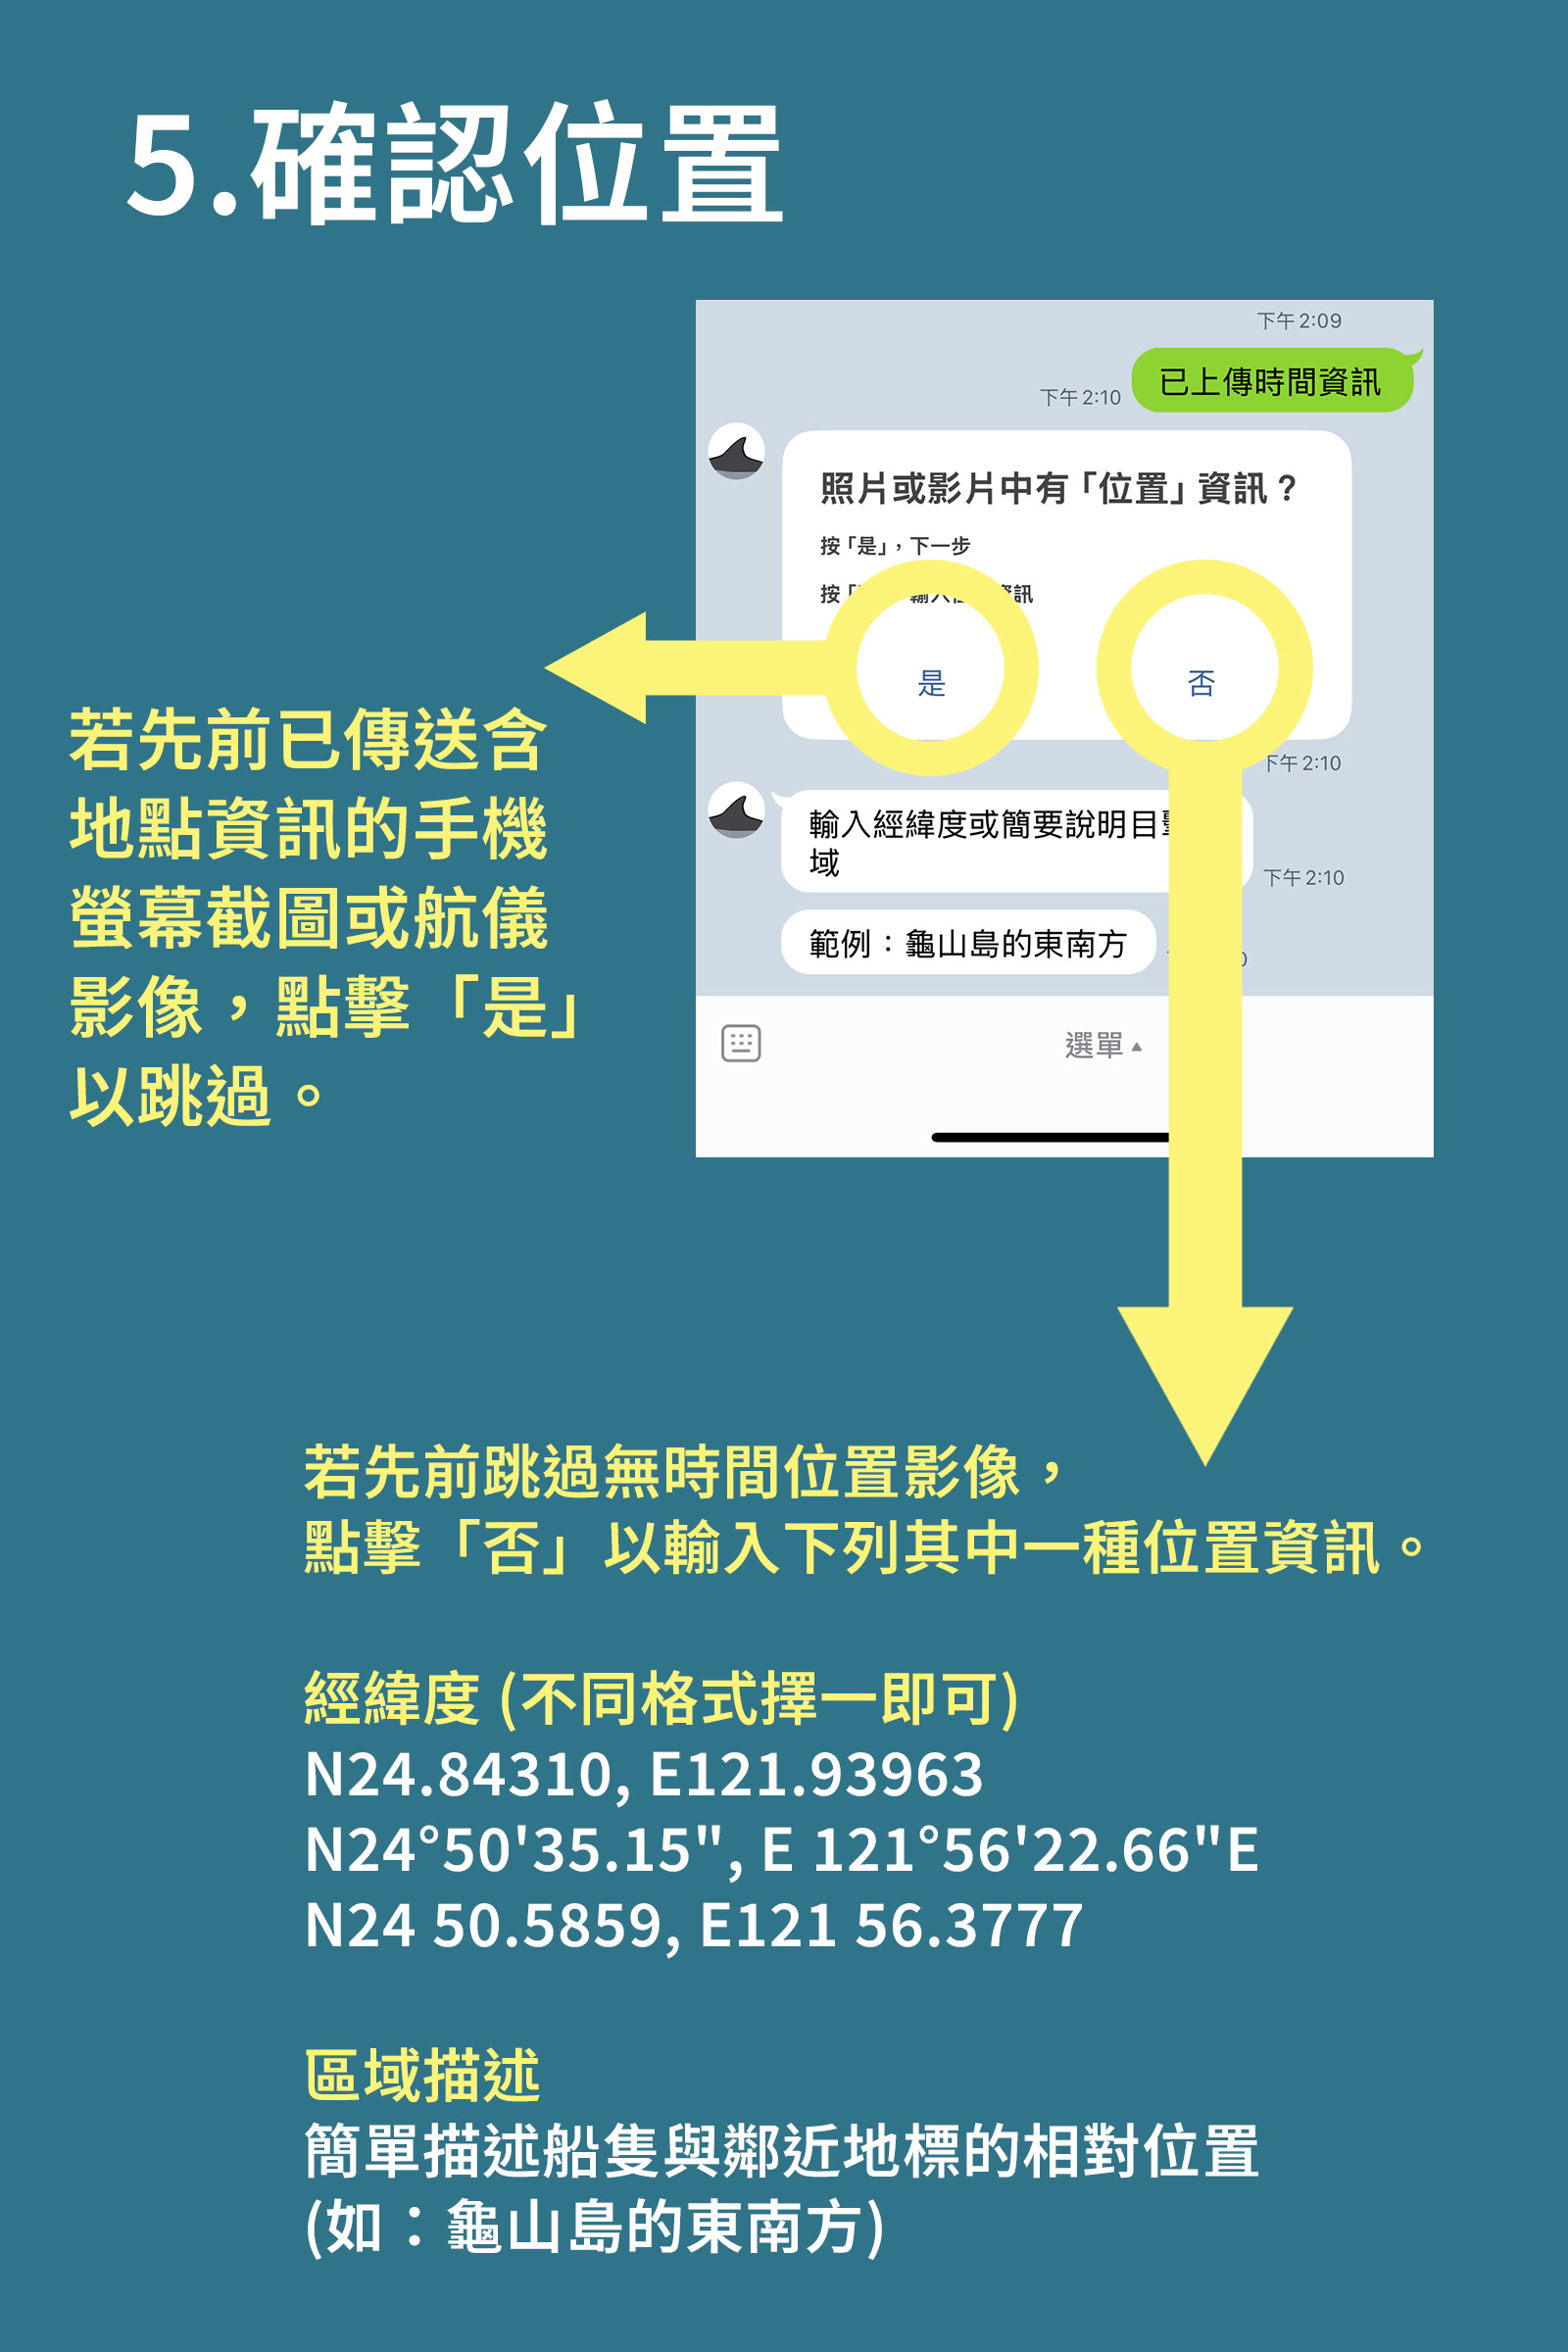 5.確認位置
下午 2:09
下午 2:10
已上傳時間資訊
照片或影片中有「位置」資訊？
按「是」，下一步
按「 輸入 資訊
是
否
下午 2:10
輸入經緯度或簡要說明目
域
下午 2:10
範例：龜山島的東南方
選單▲
若先前已傳送含
地點資訊的手機
螢幕截圖或航儀
影像，點擊「是」
以跳過。
若先前跳過無時間位置影像，
點擊「否」以輸入下列其中一種位置資訊。
經緯度 (不同格式擇一即可)
N24.84310, E121.93963
N24°50'35.15", E 121°56'22.66"E
N24 50.5859, E121 56.3777
區域描述
簡單描述船隻與鄰近地標的相對位置
(如：龜山島的東南方)